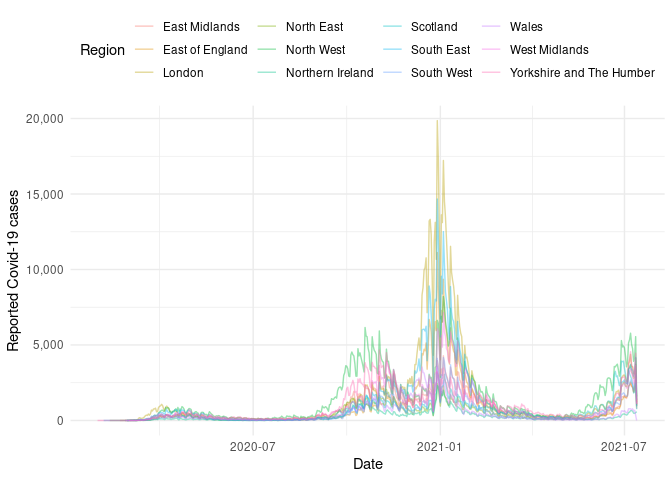 East Midlands North East Scotland Wales
Region East of England North West South East West Midlands
London Northern Ireland South West Yorkshire and The Humber
20,000
15,000
10,000
5,000
0
Reported Covid-19 cases
2020-07 2021-01 2021-07
Date